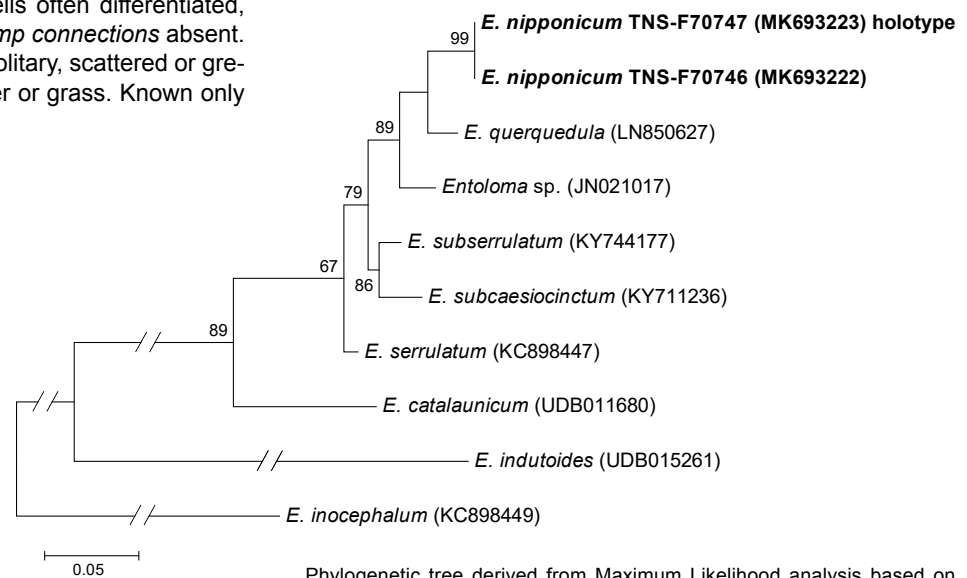 ells often differentiated,
mp connections absent.
olitary, scattered or gre-
er or grass. Known only
E. nipponicum TNS-F70747 (MK693223) holotype
99
E. nipponicum TNS-F70746 (MK693222)
E. querquedula (LN850627)
89
Entoloma sp. (JN021017)
79
E. subserrulatum (KY744177)
67
86
E. subcaesiocinctum (KY711236)
89
E. serrulatum (KC898447)
E. catalaunicum (UDB011680)
E. indutoides (UDB015261)
E. inocephalum (KC898449)
0.05
Phylogenetic tree derived from Maximum Likelihood analysis based on